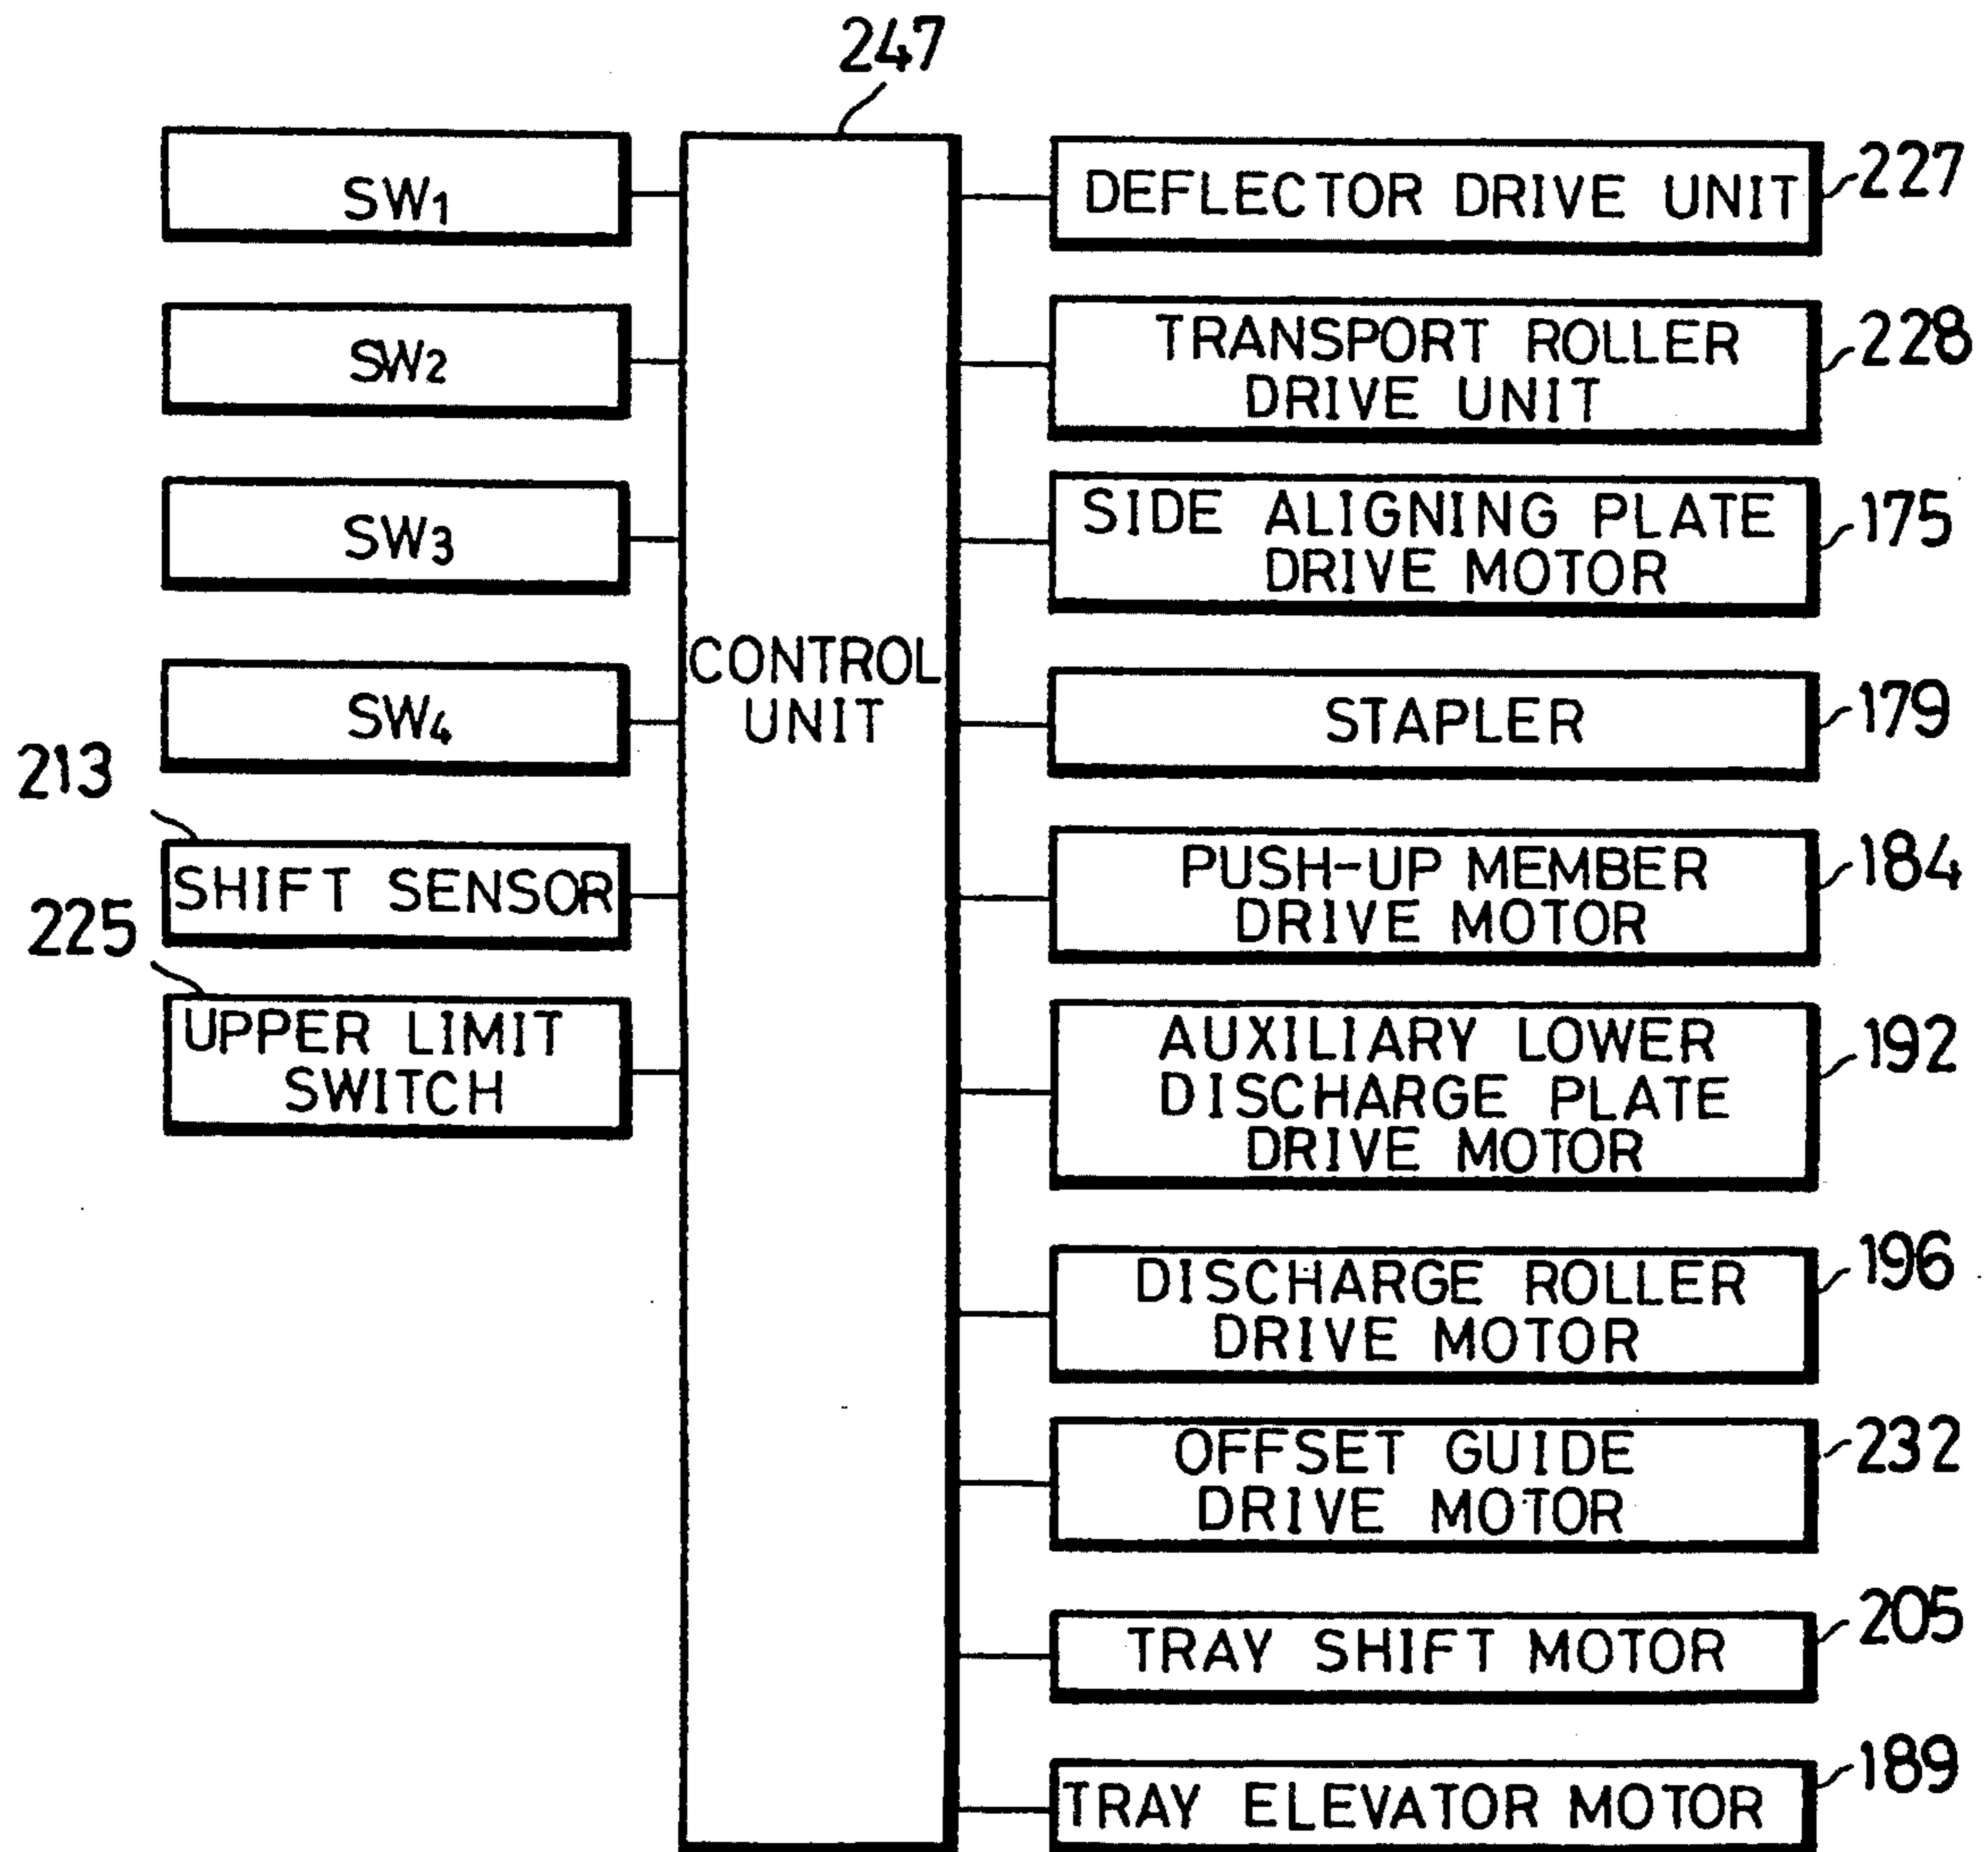 247
SW1
SW2
SW3
SW4
213
SHIFT SENSOR
225
UPPER LIMIT
SWITCH
CONTROL
UNIT
DEFLECTOR DRIVE UNIT
227
TRANSPORT ROLLER
DRIVE UNIT
228
SIDE ALIGNING PLATE
DRIVE MOTOR
175
STAPLER
179
PUSH-UP MEMBER
DRIVE MOTOR
184
AUXILIARY LOWER
DISCHARGE PLATE
DRIVE MOTOR
192
DISCHARGE ROLLER
DRIVE MOTOR
196
OFFSET GUIDE
DRIVE MOTOR
232
TRAY SHIFT MOTOR
205
TRAY ELEVATOR MOTOR
189